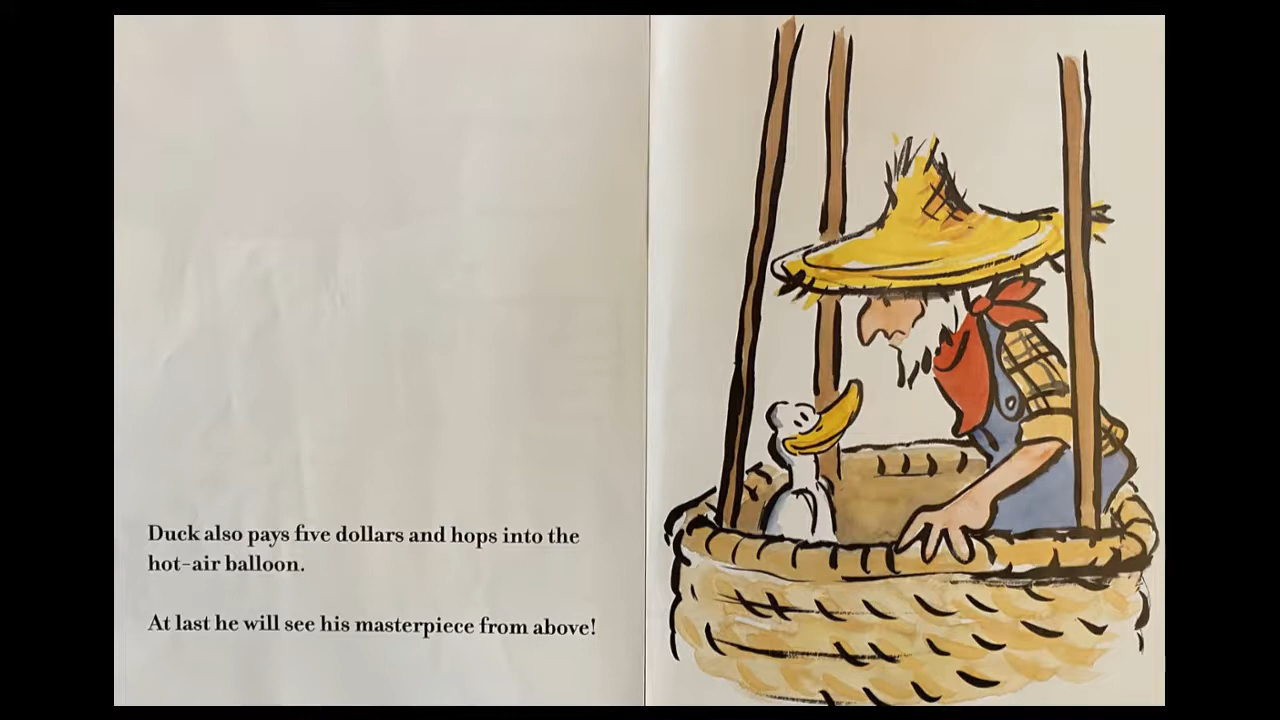 Duck also pays five dollars and hops into the
hot-air balloon.
At last he will see his masterpiece from above!